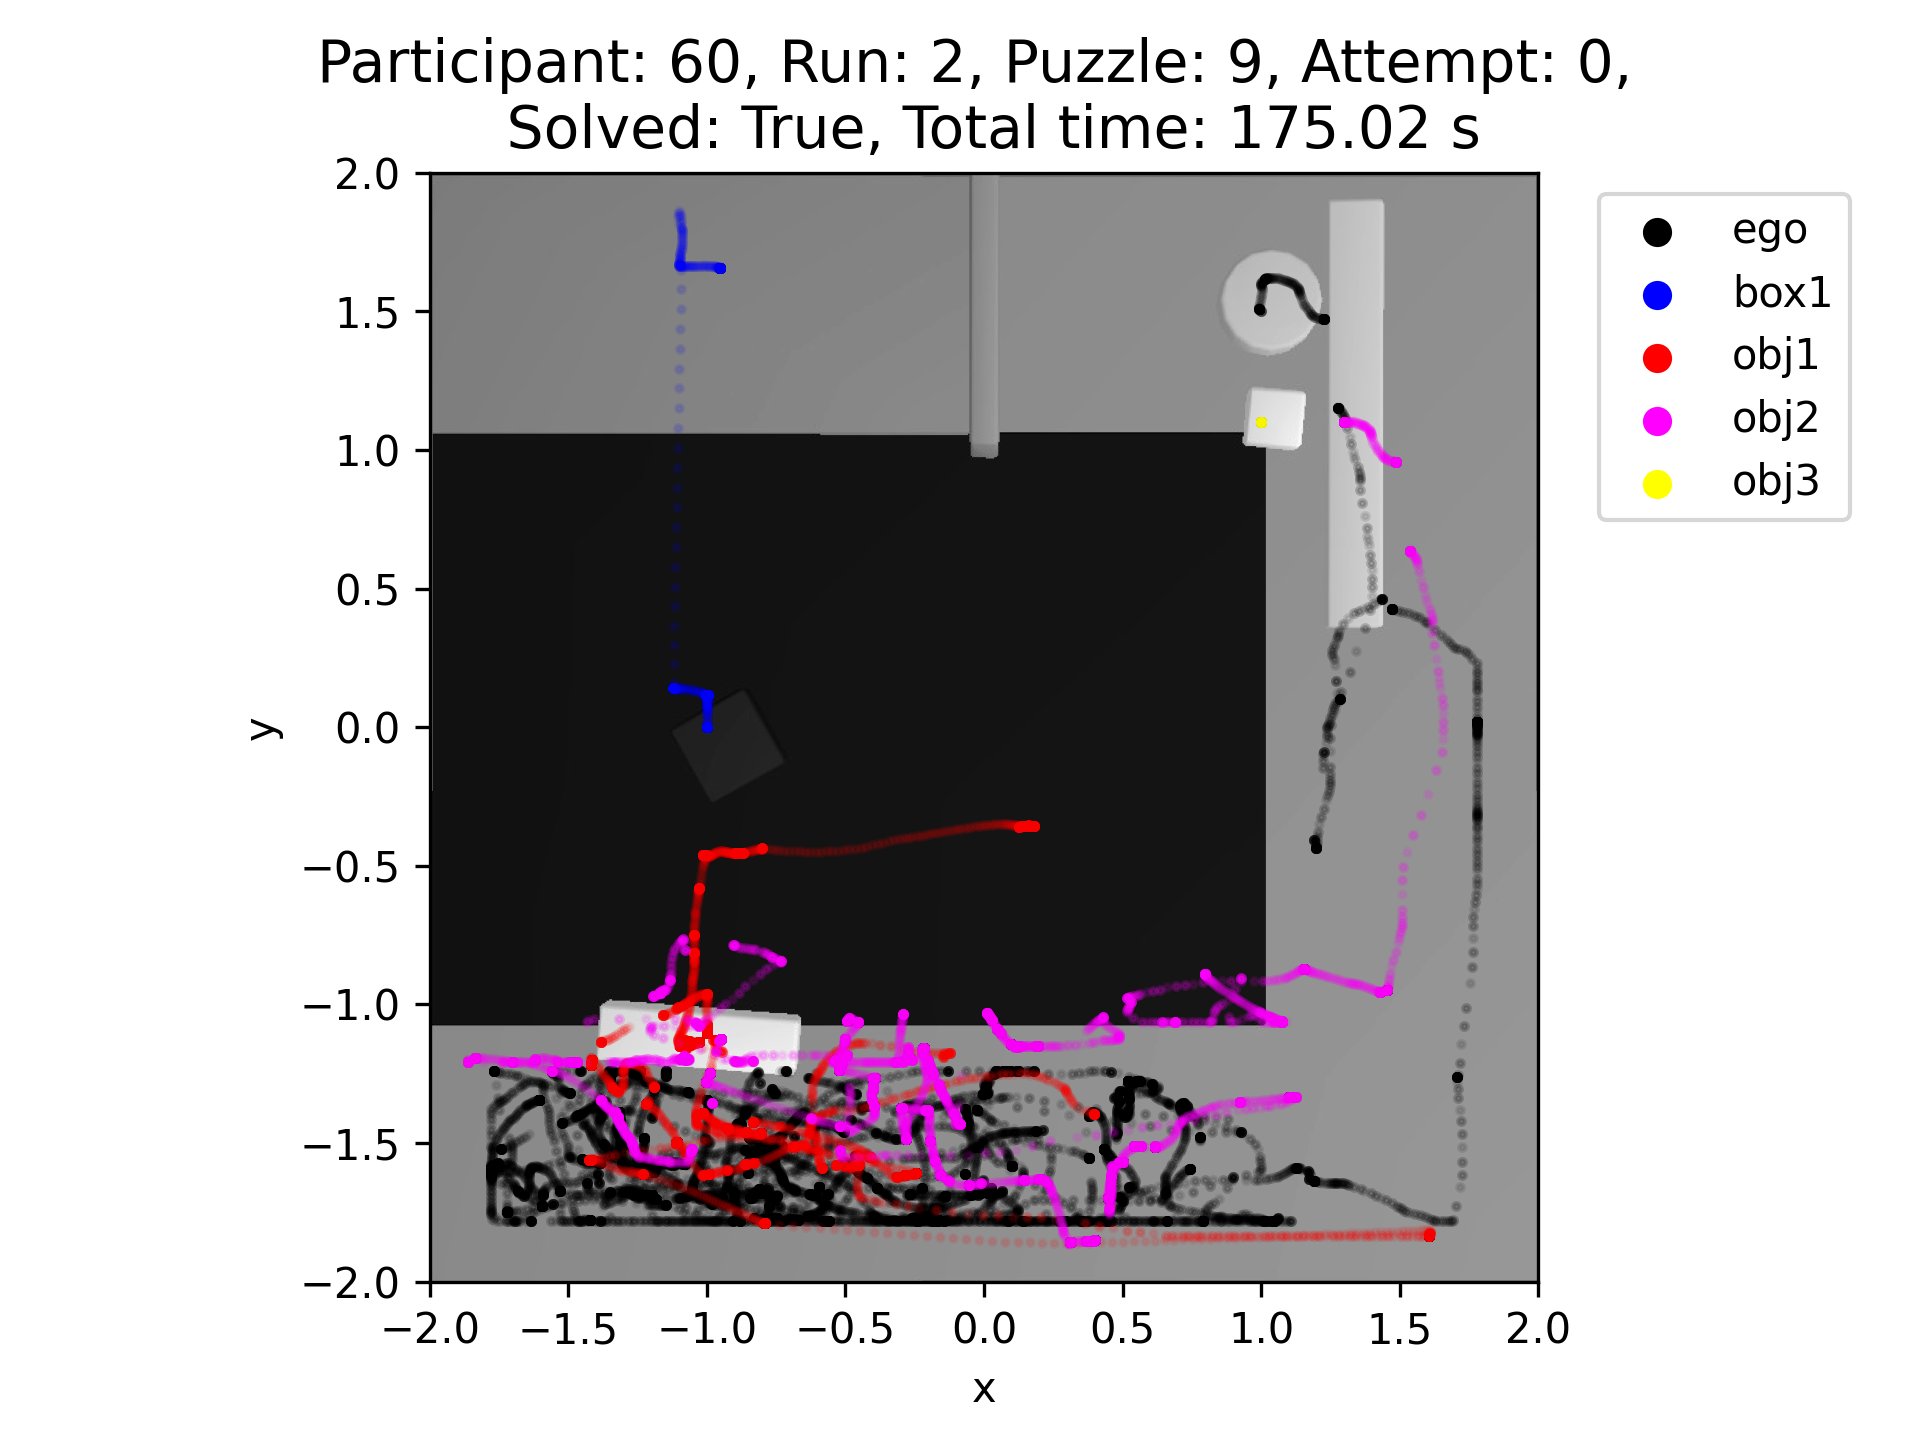 Participant: 60, Run: 2, Puzzle: 9, Attempt: 0,
Solved: True, Total time: 175.02 s
2.0
1.5
1.0
0.5
0.0
−0.5
−1.0
−1.5
−2.0
y
−2.0 −1.5 −1.0 −0.5 0.0 0.5 1.0 1.5 2.0
x
ego
box1
obj1
obj2
obj3